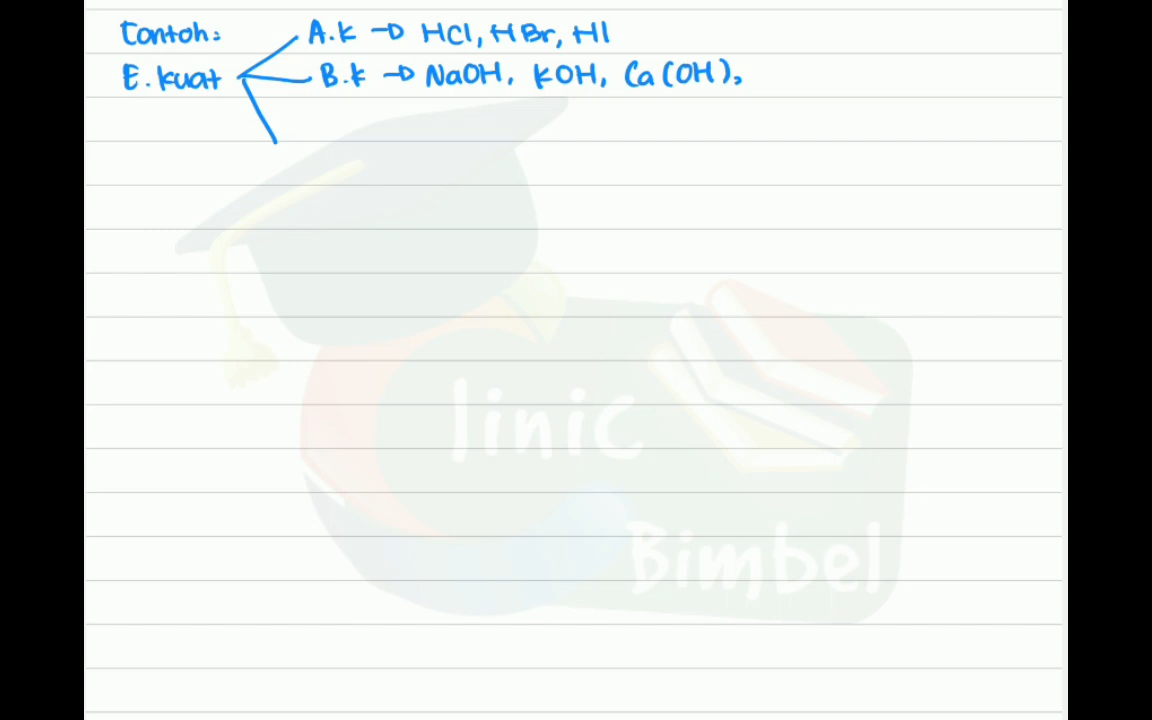 Contoh:
E. kuat
A.k → HCl, HBr, HI
B.k → NaOH, KOH, Ca(OH)₂
linic
Bimbel